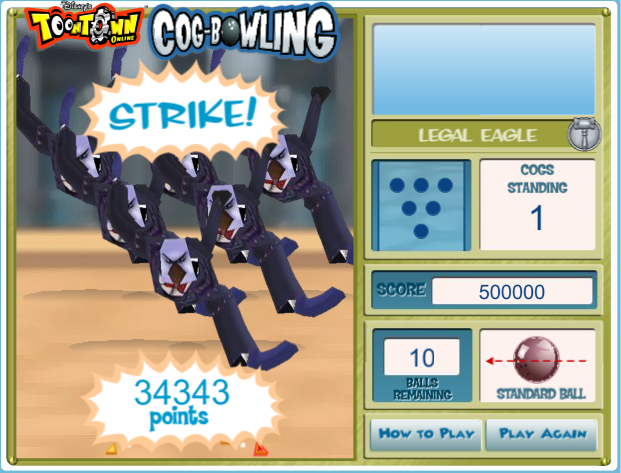 Disney's
TOONTOWN
ONLINE
COG-BOWLING
STRIKE!
34343
points
LEGAL EAGLE
COGS
STANDING
1
SCORE 500000
10
BALLS
REMAINING
STANDARD BALL
HOW TO PLAY
PLAY AGAIN